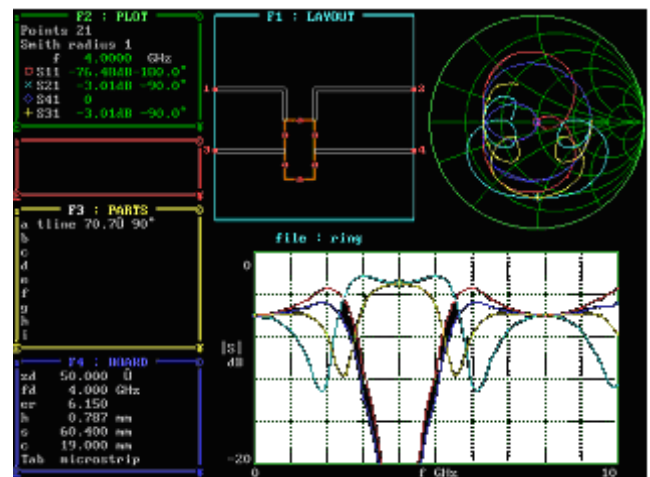 F2 : PLOT
Points 21
Smith radius 1
f 4.0000 GHz
S11 -76.48dB-180.0°
S21 -3.01dB -90.0°
S41 0
S31 -3.01dB -90.0°
F1 : LAYOUT
1
2
3
4
F3 : PARTS
a tline 70.7Ω 90°
b
c
d
e
f
g
h
i
F4 : BOARD
zd 50.000 Ω
fd 4.000 GHz
er 6.150
h 0.787 mm
s 60.400 mm
c 19.000 mm
Tab microstrip
file : ring
0
|S|
dB
-20
0 f GHz 10